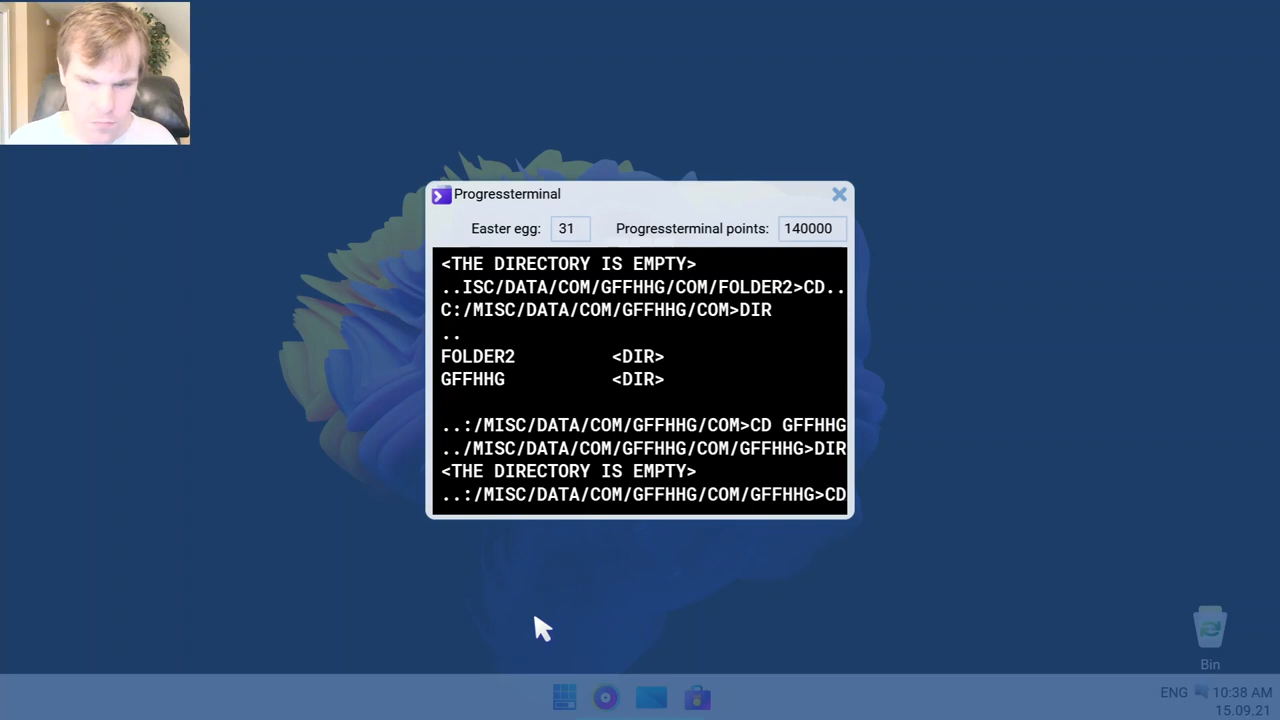 Progressterminal
Easter egg: 31 Progressterminal points: 140000
<THE DIRECTORY IS EMPTY>
..ISC/DATA/COM/GFFHHG/COM/FOLDER2>CD..
C:/MISC/DATA/COM/GFFHHG/COM>DIR
..
FOLDER2 <DIR>
GFFHHG <DIR>
..:/MISC/DATA/COM/GFFHHG/COM>CD GFFHHG
../MISC/DATA/COM/GFFHHG/COM/GFFHHG>DIR
<THE DIRECTORY IS EMPTY>
..:/MISC/DATA/COM/GFFHHG/COM/GFFHHG>CD
Bin
ENG 10:38 AM
15.09.21